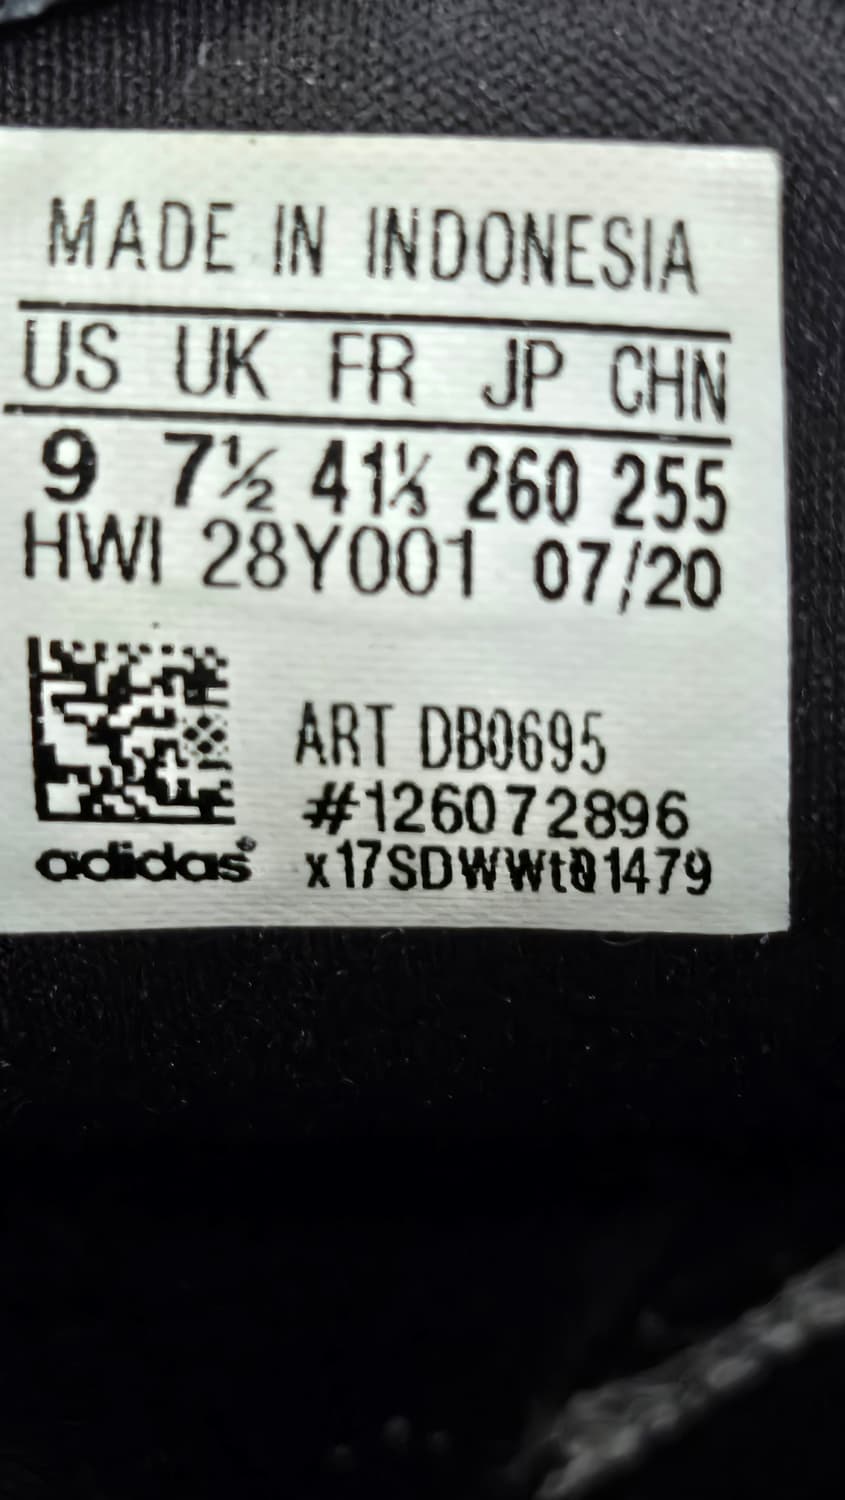 MADE IN INDONESIA
US UK FR JP CHN
9 7½ 41⅓ 260 255
HWI 28Y001 07/20
ART DB0695
#126072896
adidas®